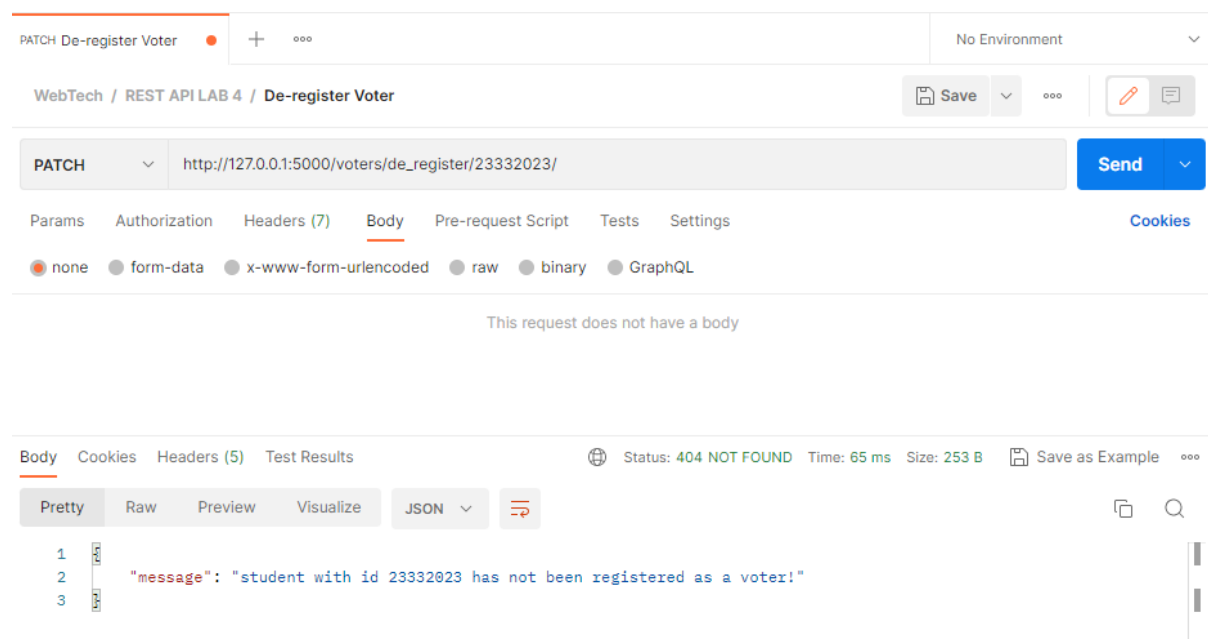 PATCH De-register Voter
No Environment
WebTech / REST API LAB 4 / De-register Voter
Save
PATCH http://127.0.0.1:5000/voters/de_register/23332023/ Send
Params Authorization Headers (7) Body Pre-request Script Tests Settings Cookies
none form-data x-www-form-urlencoded raw binary GraphQL
This request does not have a body
Body Cookies Headers (5) Test Results Status: 404 NOT FOUND Time: 65 ms Size: 253 B Save as Example
Pretty Raw Preview Visualize JSON
1 {
2 "message": "student with id 23332023 has not been registered as a voter!"
3 }